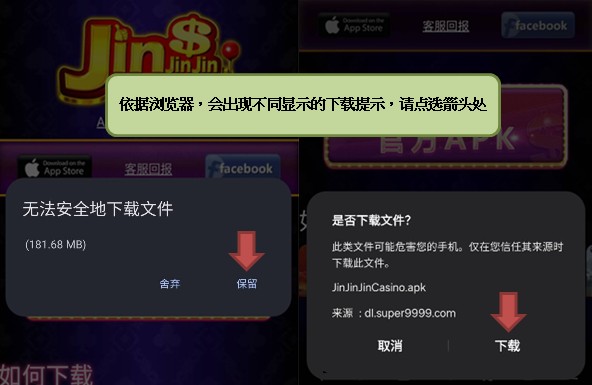 Download on the
App Store
客服回报
facebook
Jin$
JinJin
依据浏览器，会出现不同显示的下载提示，请点选箭头处
官方APK
Download on the
App Store
客服回报
facebook
无法安全地下载文件
(181.68 MB)
舍弃
保留
是否下载文件？
此类文件可能危害您的手机。仅在您信任其来源时
下载此文件。
JinJinJinCasino.apk
来源：dl.super9999.com
取消
下载
如何下载